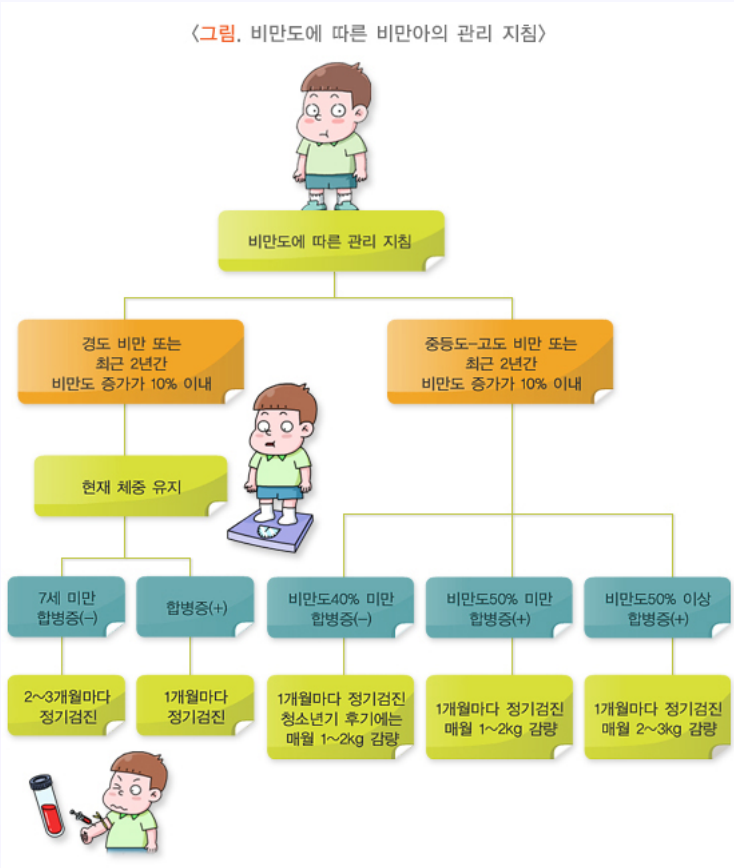 <그림. 비만도에 따른 비만아의 관리 지침>
비만도에 따른 관리 지침
경도 비만 또는
최근 2년간
비만도 증가가 10% 이내
중등도-고도 비만 또는
최근 2년간
비만도 증가가 10% 이내
현재 체중 유지
7세 미만
합병증(-)
합병증(+)
비만도40% 미만
합병증(-)
비만도50% 미만
합병증(+)
비만도50% 이상
합병증(+)
2~3개월마다
정기검진
1개월마다
정기검진
1개월마다 정기검진
청소년기 후기에는
매월 1~2kg 감량
1개월마다 정기검진
매월 1~2kg 감량
1개월마다 정기검진
매월 2~3kg 감량